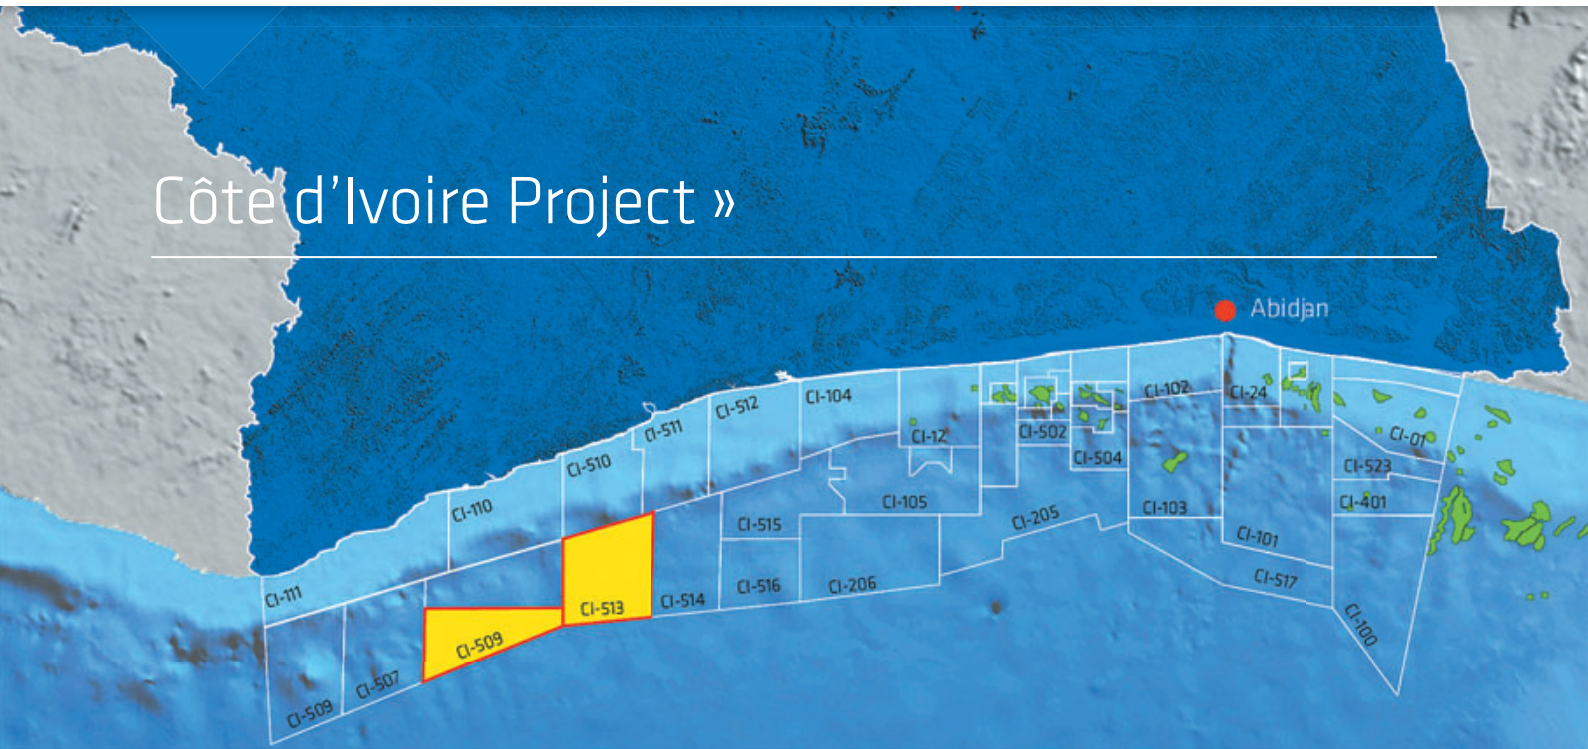 Côte d'Ivoire Project »
Abidjan
CI-102
CI-24
CI-104
CI-512
CI-511
CI-12
CI-502
CI-01
CI-504
CI-523
CI-510
CI-401
CI-105
CI-103
CI-110
CI-205
CI-515
CI-101
CI-517
CI-206
CI-516
CI-514
CI-513
CI-111
CI-100
CI-509
CI-507
CI-509